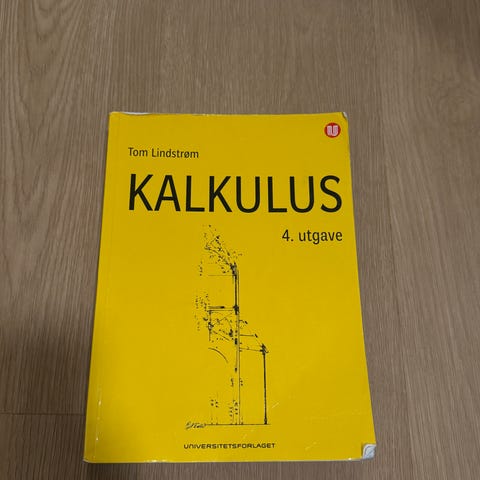 Tom Lindstrøm
KALKULUS
4. utgave
UNIVERSITETSFORLAGET